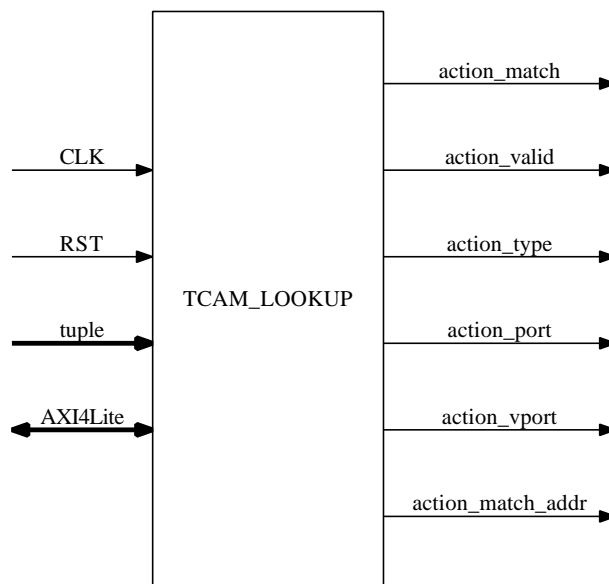 action_match
CLK
action_valid
RST
action_type
TCAM_LOOKUP
tuple
action_port
AXI4Lite
action_vport
action_match_addr